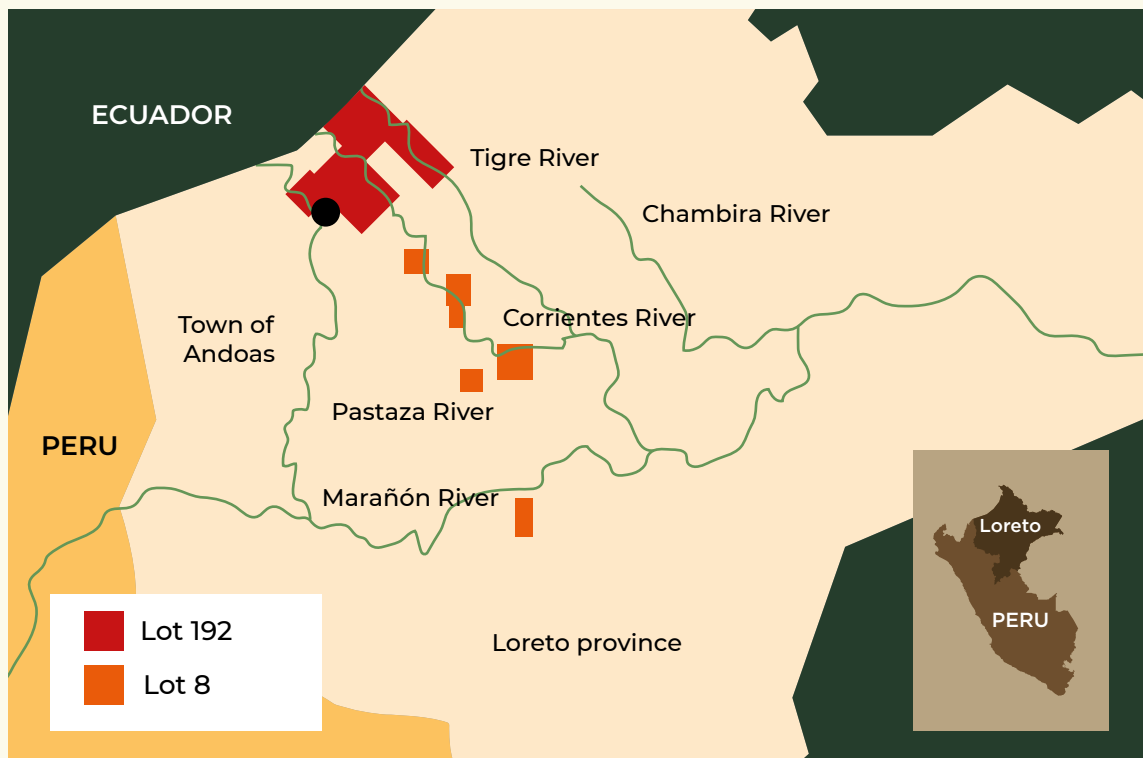 ECUADOR
Tigre River
Chambira River
Town of
Andoas
Corrientes River
Pastaza River
PERU
Marañón River
Loreto
PERU
Lot 192
Lot 8
Loreto province